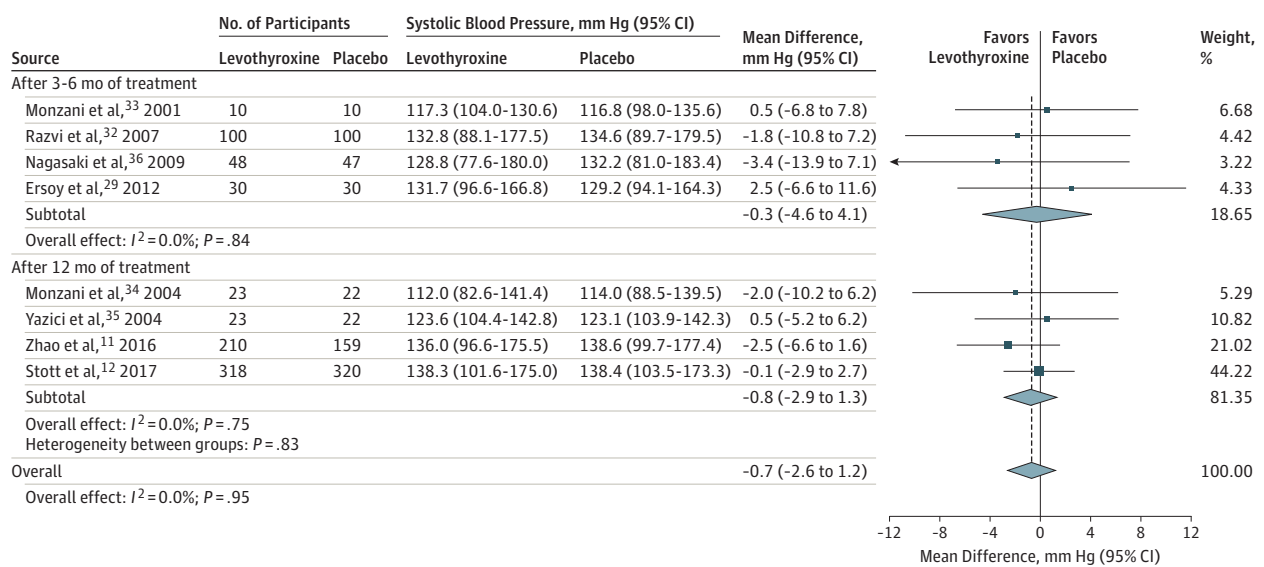 No. of Participants Systolic Blood Pressure, mm Hg (95% CI) Mean Difference, mm Hg (95% CI) Favors Levothyroxine Favors Placebo Weight, %
Source Levothyroxine Placebo Levothyroxine Placebo
After 3-6 mo of treatment
Monzani et al,33 2001 10 10 117.3 (104.0-130.6) 116.8 (98.0-135.6) 0.5 (-6.8 to 7.8) 6.68
Razvi et al,32 2007 100 100 132.8 (88.1-177.5) 134.6 (89.7-179.5) -1.8 (-10.8 to 7.2) 4.42
Nagasaki et al,36 2009 48 47 128.8 (77.6-180.0) 132.2 (81.0-183.4) -3.4 (-13.9 to 7.1) 3.22
Ersoy et al,29 2012 30 30 131.7 (96.6-166.8) 129.2 (94.1-164.3) 2.5 (-6.6 to 11.6) 4.33
Subtotal -0.3 (-4.6 to 4.1) 18.65
Overall effect: I2=0.0%; P=.84
After 12 mo of treatment
Monzani et al,34 2004 23 22 112.0 (82.6-141.4) 114.0 (88.5-139.5) -2.0 (-10.2 to 6.2) 5.29
Yazici et al,35 2004 23 22 123.6 (104.4-142.8) 123.1 (103.9-142.3) 0.5 (-5.2 to 6.2) 10.82
Zhao et al,11 2016 210 159 136.0 (96.6-175.5) 138.6 (99.7-177.4) -2.5 (-6.6 to 1.6) 21.02
Stott et al,12 2017 318 320 138.3 (101.6-175.0) 138.4 (103.5-173.3) -0.1 (-2.9 to 2.7) 44.22
Subtotal -0.8 (-2.9 to 1.3) 81.35
Overall effect: I2=0.0%; P=.75
Heterogeneity between groups: P=.83
Overall -0.7 (-2.6 to 1.2) 100.00
Overall effect: I2=0.0%; P=.95
-12 -8 -4 0 4 8 12
Mean Difference, mm Hg (95% CI)